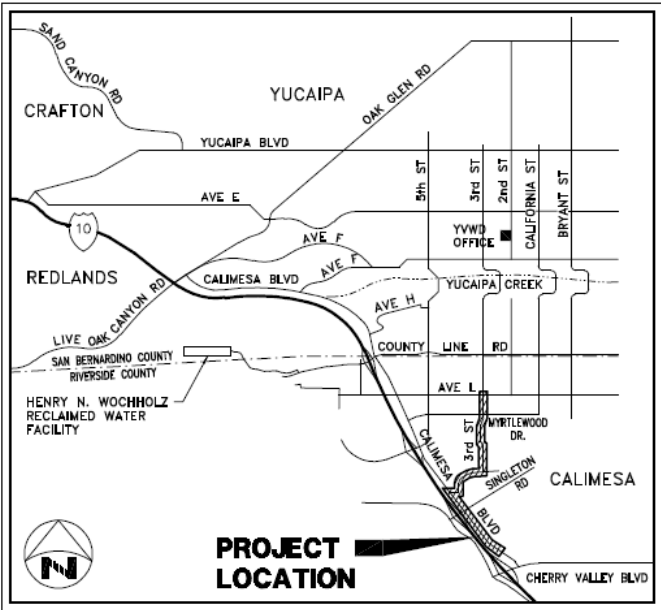 SAND
CANYON RD
CRAFTON
YUCAIPA
OAK GLEN RD
YUCAIPA BLVD
5th ST
3rd ST
2nd ST
CALIFORNIA ST
BRYANT ST
AVE E
10
AVE F
YVWD
OFFICE
REDLANDS
CALIMESA BLVD
AVE F
YUCAIPA CREEK
AVE H
LIVE OAK CANYON RD
COUNTY LINE RD
SAN BERNARDINO COUNTY
RIVERSIDE COUNTY
AVE L
HENRY N. WOCHHOLZ
RECLAIMED WATER
FACILITY
3rd ST
MYRTLEWOOD
DR.
CALIMESA
BLVD
SINGLETON
RD
CALIMESA
N
PROJECT
LOCATION
CHERRY VALLEY BLVD